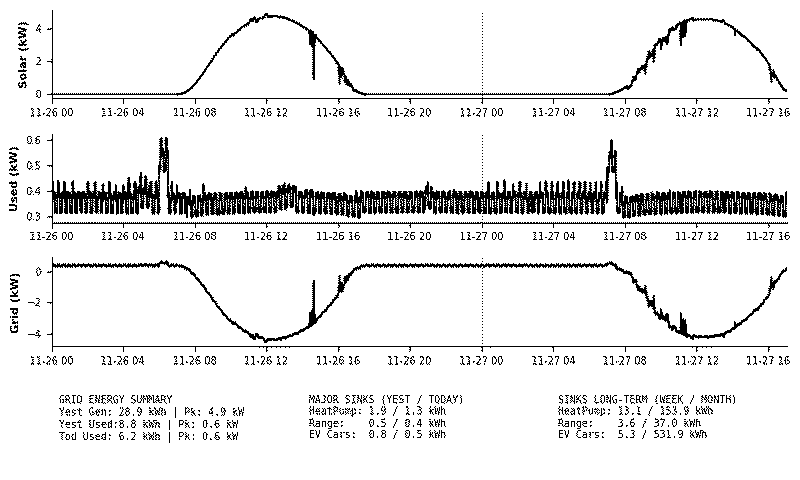 Solar (kW)
4
2
0
11-26 00 11-26 04 11-26 08 11-26 12 11-26 16 11-26 20 11-27 00 11-27 04 11-27 08 11-27 12 11-27 16
Used (kW)
0.6
0.5
0.4
0.3
11-26 00 11-26 04 11-26 08 11-26 12 11-26 16 11-26 20 11-27 00 11-27 04 11-27 08 11-27 12 11-27 16
Grid (kW)
0
−2
−4
11-26 00 11-26 04 11-26 08 11-26 12 11-26 16 11-26 20 11-27 00 11-27 04 11-27 08 11-27 12 11-27 16
GRID ENERGY SUMMARY
Yest Gen: 28.9 kWh | Pk: 4.9 kW
Yest Used:8.8 kWh | Pk: 0.6 kW
Tod Used: 6.2 kWh | Pk: 0.6 kW
MAJOR SINKS (YEST / TODAY)
HeatPump: 1.9 / 1.3 kWh
Range: 0.5 / 0.4 kWh
EV Cars: 0.8 / 0.5 kWh
SINKS LONG-TERM (WEEK / MONTH)
HeatPump: 13.1 / 153.9 kWh
Range: 3.6 / 37.0 kWh
EV Cars: 5.3 / 531.9 kWh